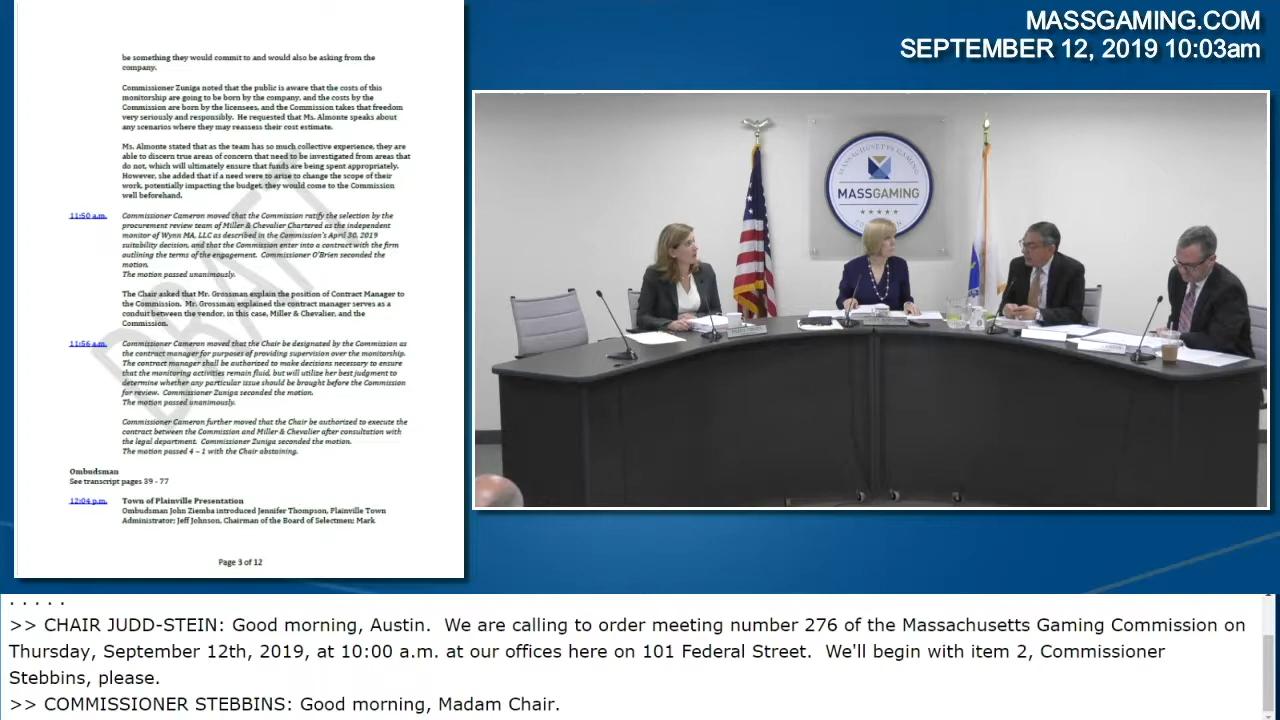 MASSGAMING.COM
SEPTEMBER 12, 2019 10:03am
be something they would commit to and would also be asking from the
company.
Commissioner Zuniga noted that the public is aware that the costs of this
monitorship are going to be born by the company, and the costs by the
Commission are born by the licensees, and the Commission takes that freedom
very seriously and responsibly. He requested that Ms. Almonte speaks about
any scenarios where they may reassess their cost estimate.
Ms. Almonte stated that as the team has so much collective experience, they are
able to discern true areas of concern that need to be investigated from areas that
do not, which will ultimately ensure that funds are being spent appropriately.
However, she added that if a need were to arise to change the scope of their
work, potentially impacting the budget, they would come to the Commission
well beforehand.
11:50 a.m.
Commissioner Cameron moved that the Commission ratify the selection by the
procurement review team of Miller & Chevalier Chartered as the independent
monitor of Wynn MA, LLC as described in the Commission's April 30, 2019
suitability decision, and that the Commission enter into a contract with the firm
outlining the terms of the engagement. Commissioner O'Brien seconded the
motion.
The motion passed unanimously.
The Chair asked that Mr. Grossman explain the position of Contract Manager to
the Commission. Mr. Grossman explained the contract manager serves as a
conduit between the vendor, in this case, Miller & Chevalier, and the
Commission.
11:56 a.m.
Commissioner Cameron moved that the Chair be designated by the Commission as
the contract manager for purposes of providing supervision over the monitorship.
The contract manager shall be authorized to make decisions necessary to ensure
that the monitoring activities remain fluid, but will utilize her best judgment to
determine whether any particular issue should be brought before the Commission
for review. Commissioner Zuniga seconded the motion.
The motion passed unanimously.
Commissioner Cameron further moved that the Chair be authorized to execute the
contract between the Commission and Miller & Chevalier after consultation with
the legal department. Commissioner Zuniga seconded the motion.
The motion passed 4 – 1 with the Chair abstaining.
Ombudsman
See transcript pages 39 - 77
12:04 p.m.
Town of Plainville Presentation
Ombudsman John Ziemba introduced Jennifer Thompson, Plainville Town
Administrator; Jeff Johnson, Chairman of the Board of Selectmen; Mark
Page 3 of 12
DRAFT
MASSACHUSETTS GAMING
MASSGAMING
. . . . .
>> CHAIR JUDD-STEIN: Good morning, Austin. We are calling to order meeting number 276 of the Massachusetts Gaming Commission on
Thursday, September 12th, 2019, at 10:00 a.m. at our offices here on 101 Federal Street. We'll begin with item 2, Commissioner
Stebbins, please.
>> COMMISSIONER STEBBINS: Good morning, Madam Chair.